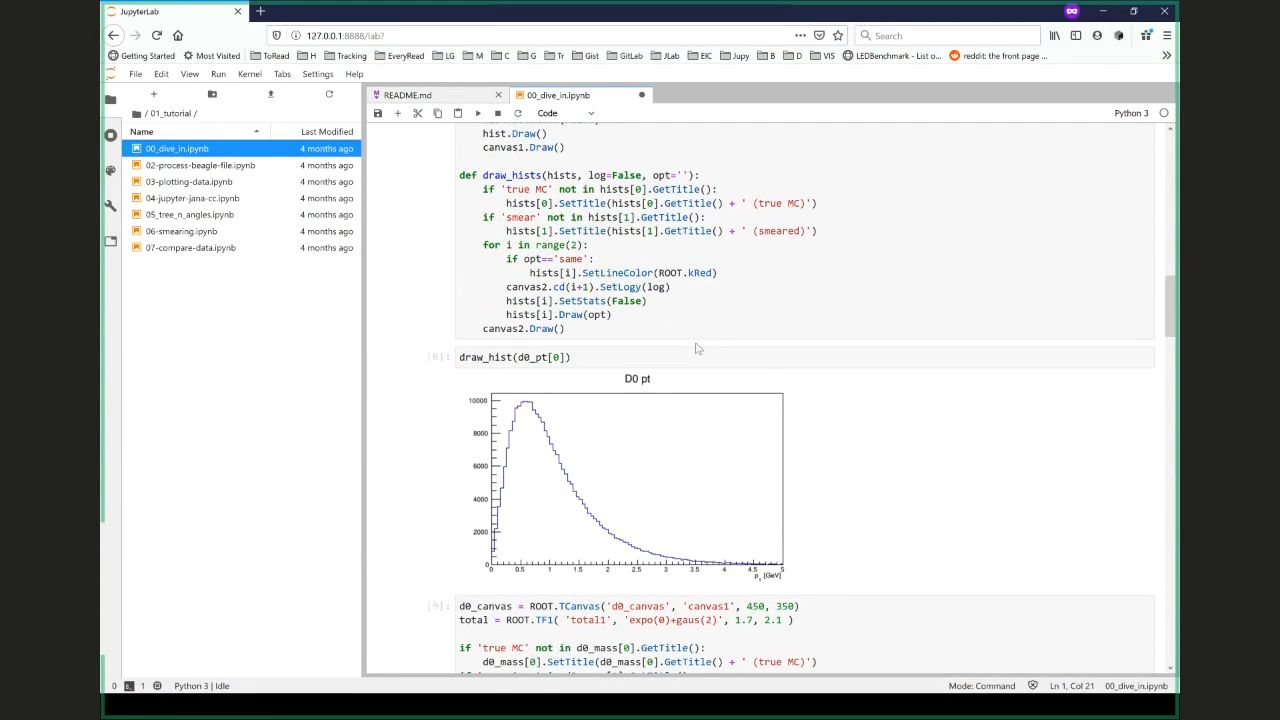 JupyterLab
127.0.0.1:8888/lab?
Search
Getting Started
Most Visited
ToRead
H
Tracking
EveryRead
LG
M
C
G
Tr
Gist
GitLab
JLab
EIC
Jupy
B
D
VIS
LEDBenchmark - List o...
reddit: the front page ...
File Edit View Run Kernel Tabs Settings Help
README.md
00_dive_in.ipynb
/ 01_tutorial /
Code
Python 3
Name
Last Modified
00_dive_in.ipynb 4 months ago
02-process-beagle-file.ipynb 4 months ago
03-plotting-data.ipynb 4 months ago
04-jupyter-jana-cc.ipynb 4 months ago
05_tree_n_angles.ipynb 4 months ago
06-smearing.ipynb 4 months ago
07-compare-data.ipynb 4 months ago
hist.Draw()
canvas1.Draw()
def draw_hists(hists, log=False, opt=''):
if 'true MC' not in hists[0].GetTitle():
hists[0].SetTitle(hists[0].GetTitle() + ' (true MC)')
if 'smear' not in hists[1].GetTitle():
hists[1].SetTitle(hists[1].GetTitle() + ' (smeared)')
for i in range(2):
if opt=='same':
hists[i].SetLineColor(ROOT.kRed)
canvas2.cd(i+1).SetLogy(log)
hists[i].SetStats(False)
hists[i].Draw(opt)
canvas2.Draw()
[8]: draw_hist(d0_pt[0])
D0 pt
10000
8000
6000
4000
2000
0
0 0.5 1 1.5 2 2.5 3 3.5 4 4.5 5
p_T [GeV]
[9]: d0_canvas = ROOT.TCanvas('d0_canvas', 'canvas1', 450, 350)
total = ROOT.TF1( 'total1', 'expo(0)+gaus(2)', 1.7, 2.1 )
if 'true MC' not in d0_mass[0].GetTitle():
d0_mass[0].SetTitle(d0_mass[0].GetTitle() + ' (true MC)')
0
1
Python 3 | Idle
Mode: Command
Ln 1, Col 21
00_dive_in.ipynb